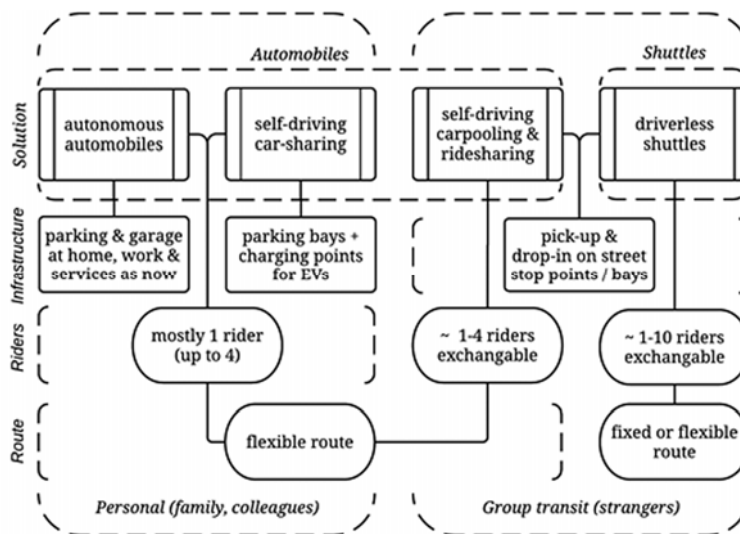 Automobiles
Shuttles
Solution
autonomous
automobiles
self-driving
car-sharing
self-driving
carpooling &
ridesharing
driverless
shuttles
Infrastructure
parking & garage
at home, work &
services as now
parking bays +
charging points
for EVs
pick-up &
drop-in on street
stop points / bays
Riders
mostly 1 rider
(up to 4)
~ 1-4 riders
exchangable
~ 1-10 riders
exchangable
Route
flexible route
fixed or flexible
route
Personal (family, colleagues)
Group transit (strangers)